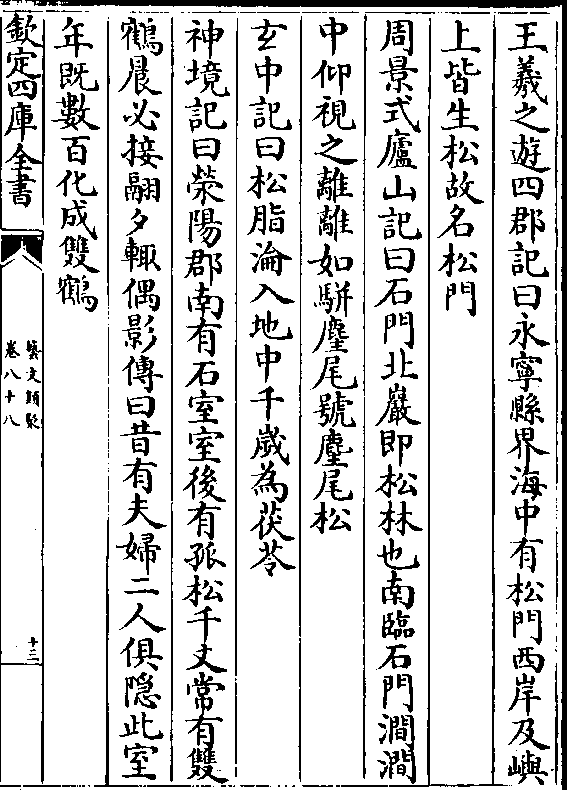 王羲之遊四郡記曰永寧縣界海中有松門西岸及嶼
上皆生松故名松門
周景式廬山記曰石門北巖即松林也南臨石門澗澗
中仰視之離離如駢麈尾號麈尾松
玄中記曰松脂淪入地中千歲為茯苓
神境記曰荥陽郡南有石室室後有孤松千丈常有雙
鶴晨必接翮夕輒偶影傳曰昔有夫婦二人俱隱此室
年既數百化成雙鶴
欽定四庫全書
藝文類聚
卷八十八
十三